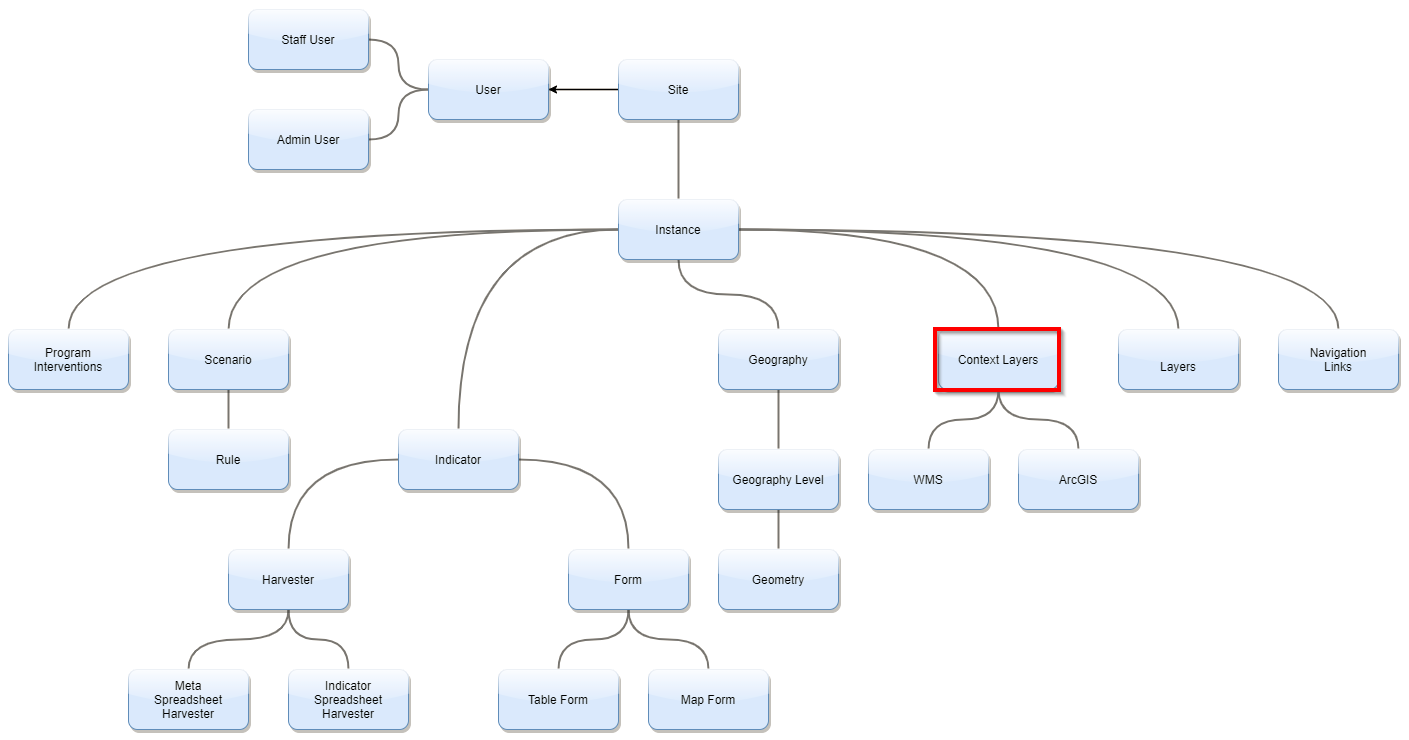 Staff User
User
Site
Admin User
Instance
Program
Interventions
Scenario
Geography
Context Layers
Layers
Navigation
Links
Rule
Indicator
Geography Level
WMS
ArcGIS
Harvester
Form
Geometry
Meta
Spreadsheet
Harvester
Indicator
Spreadsheet
Harvester
Table Form
Map Form